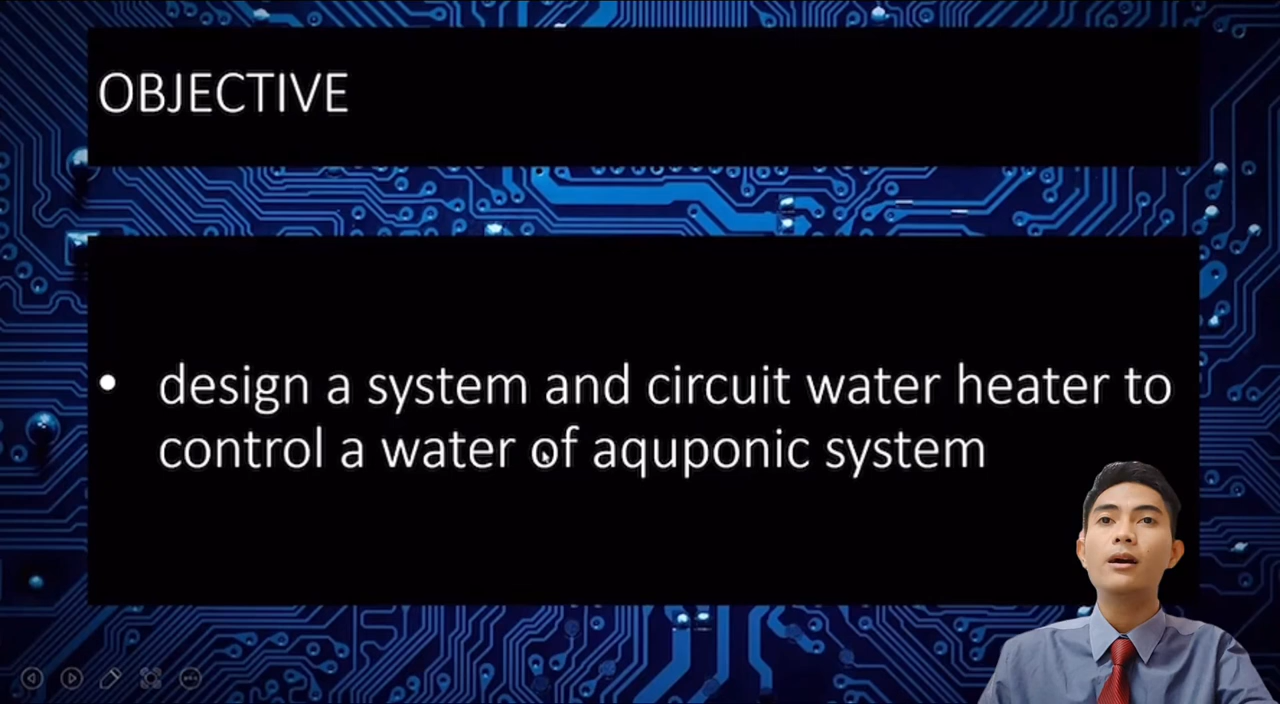 OBJECTIVE
• design a system and circuit water heater to
control a water of aquponic system